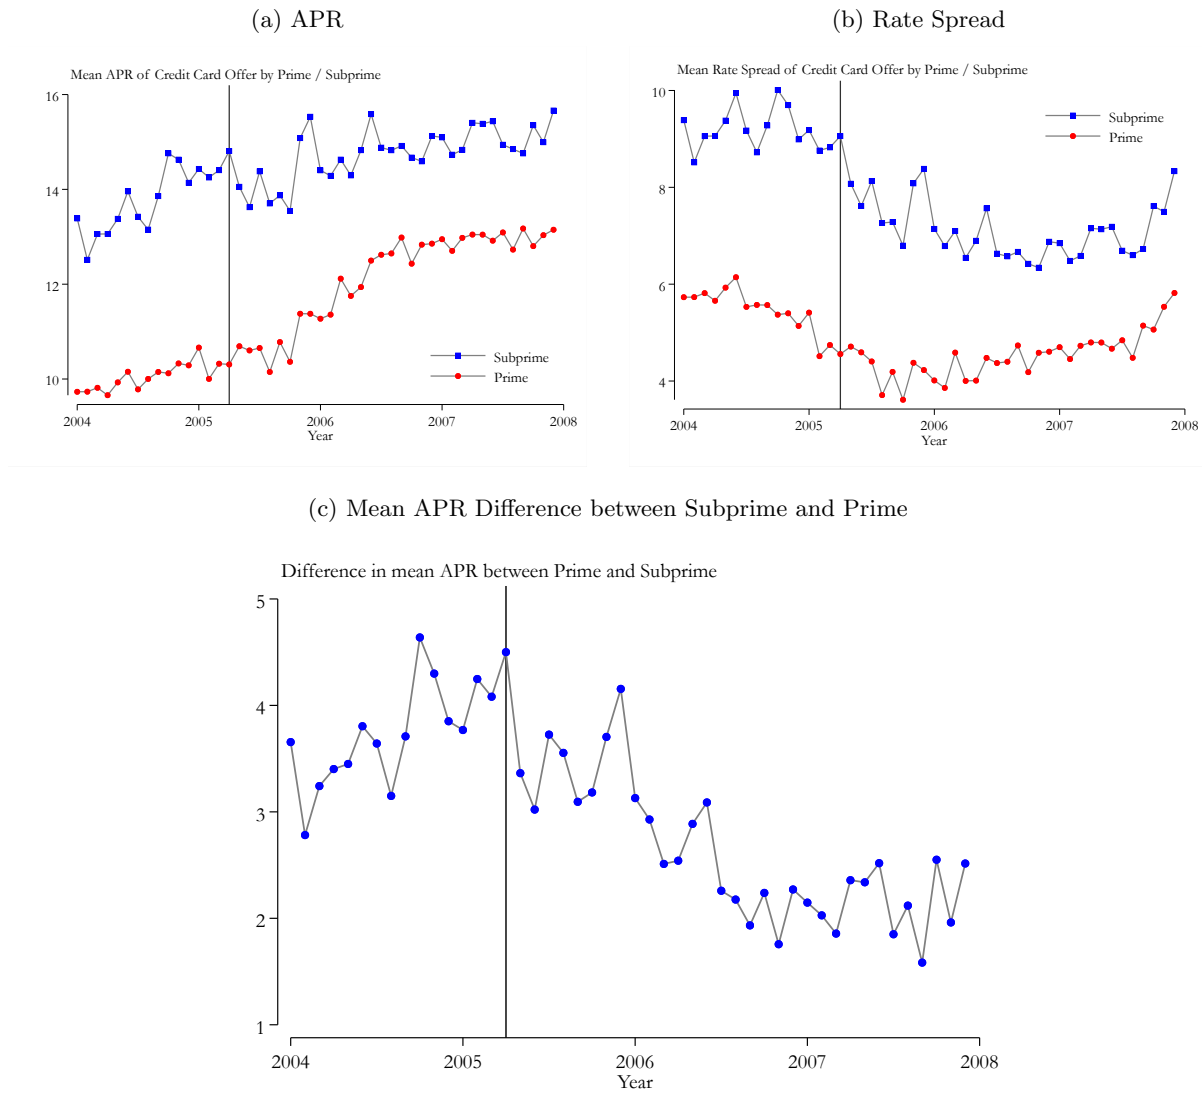 (a) APR
Mean APR of Credit Card Offer by Prime / Subprime
16
14
12
10
Subprime
Prime
2004 2005 2006 2007 2008
Year
(b) Rate Spread
Mean Rate Spread of Credit Card Offer by Prime / Subprime
10
8
6
4
Subprime
Prime
2004 2005 2006 2007 2008
Year
(c) Mean APR Difference between Subprime and Prime
Difference in mean APR between Prime and Subprime
5
4
3
2
1
2004 2005 2006 2007 2008
Year